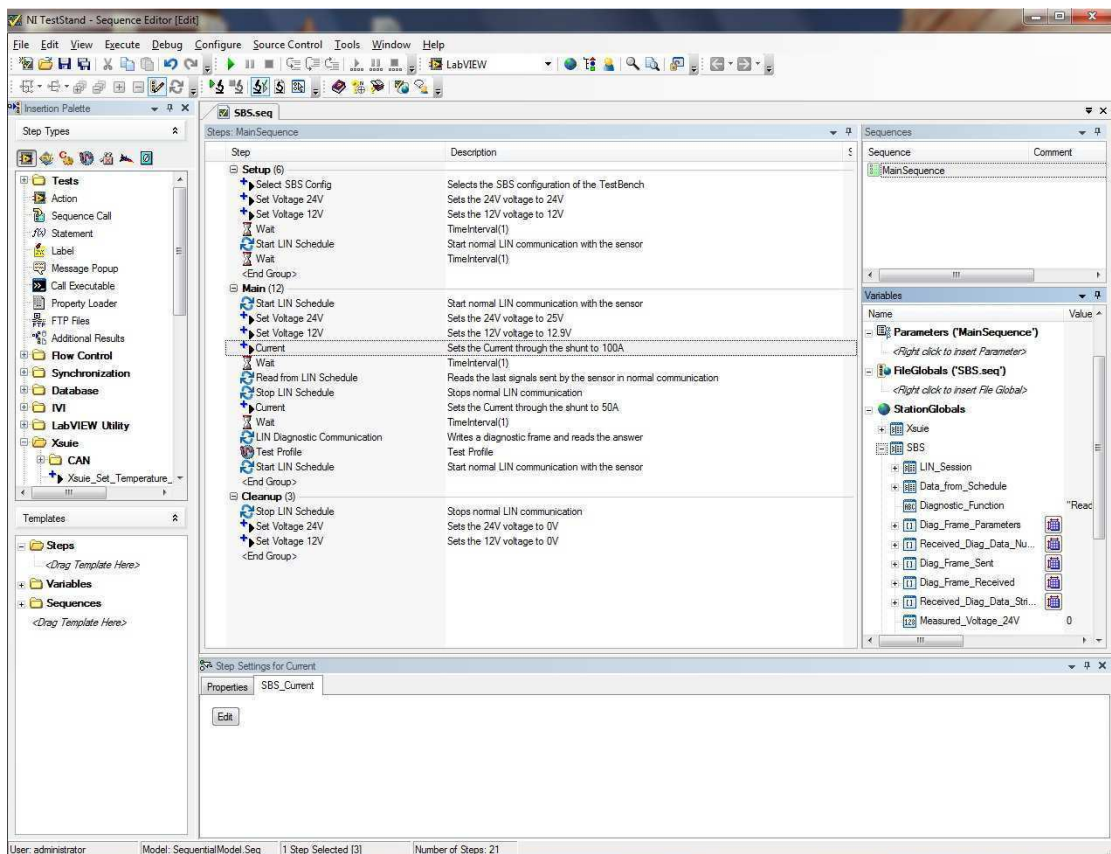 NI TestStand - Sequence Editor [Edit]
File Edit View Execute Debug Configure Source Control Tools Window Help
LabVIEW
Insertion Palette
Step Types
Tests
Action
Sequence Call
Statement
Label
Message Popup
Call Executable
Property Loader
FTP Files
Additional Results
Flow Control
Synchronization
Database
IVI
LabVIEW Utility
Xsuie
CAN
Xsuie_Set_Temperature_
Templates
Steps
<Drag Template Here>
Variables
Sequences
<Drag Template Here>
SBS.seq
Steps: MainSequence
Step Description
Setup (6)
Select SBS Config Selects the SBS configuration of the TestBench
Set Voltage 24V Sets the 24V voltage to 24V
Set Voltage 12V Sets the 12V voltage to 12V
Wait TimeInterval(1)
Start LIN Schedule Start normal LIN communication with the sensor
Wait TimeInterval(1)
<End Group>
Main (12)
Start LIN Schedule Start normal LIN communication with the sensor
Set Voltage 24V Sets the 24V voltage to 25V
Set Voltage 12V Sets the 12V voltage to 12.9V
Current Sets the Current through the shunt to 100A
Wait TimeInterval(1)
Read from LIN Schedule Reads the last signals sent by the sensor in normal communication
Stop LIN Schedule Stops normal LIN communication
Current Sets the Current through the shunt to 50A
Wait TimeInterval(1)
LIN Diagnostic Communication Writes a diagnostic frame and reads the answer
Test Profile Test Profile
Start LIN Schedule Start normal LIN communication with the sensor
<End Group>
Cleanup (3)
Stop LIN Schedule Stops normal LIN communication
Set Voltage 24V Sets the 24V voltage to 0V
Set Voltage 12V Sets the 12V voltage to 0V
<End Group>
Sequences
Sequence Comment
MainSequence
Variables
Name Value
Parameters ('MainSequence')
<Right click to insert Parameter>
FileGlobals ('SBS.seq')
<Right click to insert File Global>
StationGlobals
Xsuie
SBS
LIN_Session
Data_from_Schedule
Diagnostic_Function "Reac
Diag_Frame_Parameters
Received_Diag_Data_Nu...
Diag_Frame_Sent
Diag_Frame_Received
Received_Diag_Data_Stri...
Measured_Voltage_24V 0
Step Settings for Current
Properties SBS_Current
Edit
User: administrator Model: SequentialModel.Seq 1 Step Selected [3] Number of Steps: 21